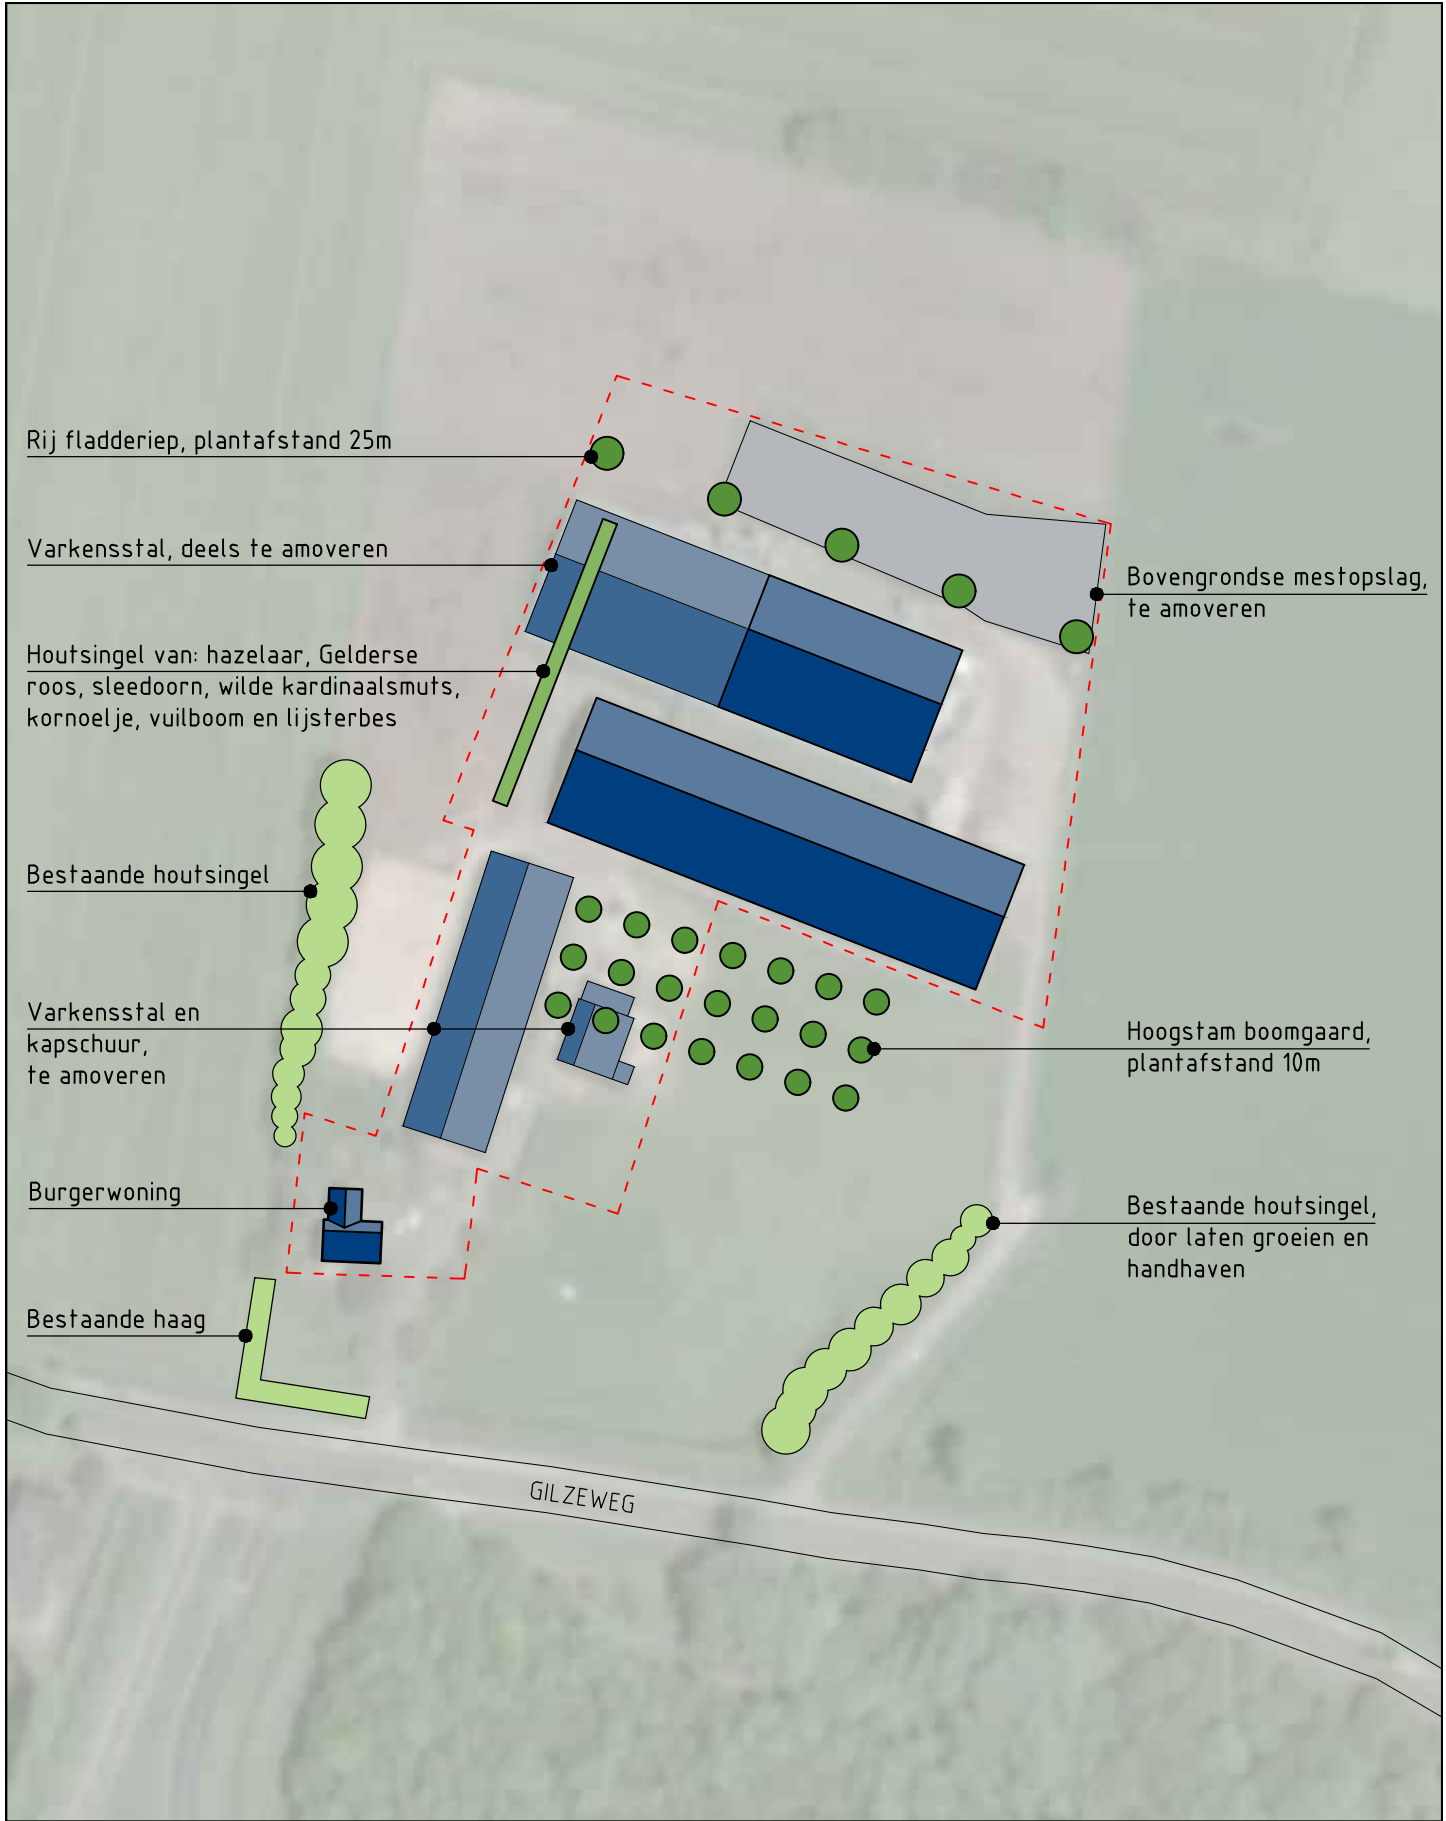 Rij fladderiep, plantafstand 25m
Varkensstal, deels te amoveren
Houtsingel van: hazelaar, Gelderse
roos, sleedoorn, wilde kardinaalsmuts,
kornoelje, vuilboom en lijsterbes
Bestaande houtsingel
Varkensstal en
kapschuur,
te amoveren
Burgerwoning
Bestaande haag
Bovengrondse mestopslag,
te amoveren
Hoogstam boomgaard,
plantafstand 10m
Bestaande houtsingel,
door laten groeien en
handhaven
GILZEWEG